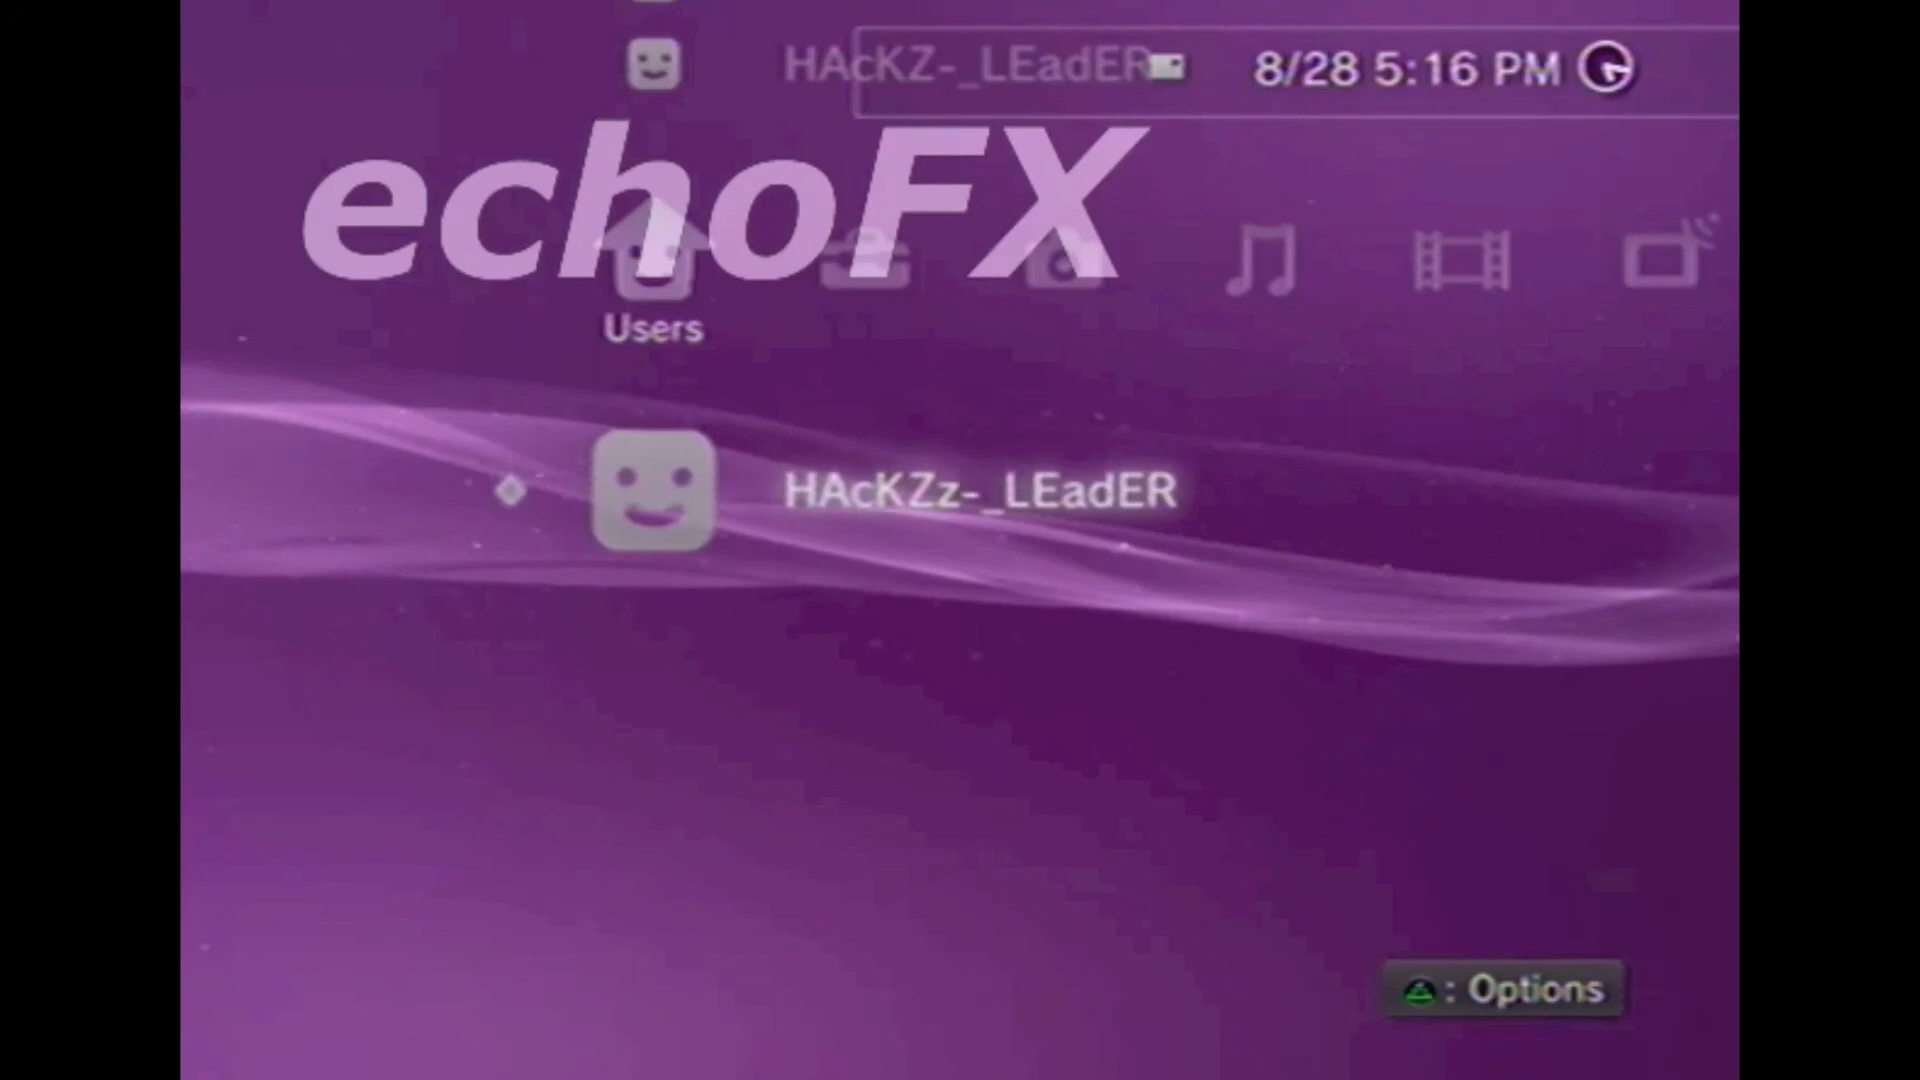 HAcKZ-_LEadER
8/28 5:16 PM
echoFX
Users
HAcKZz-_LEadER
: Options